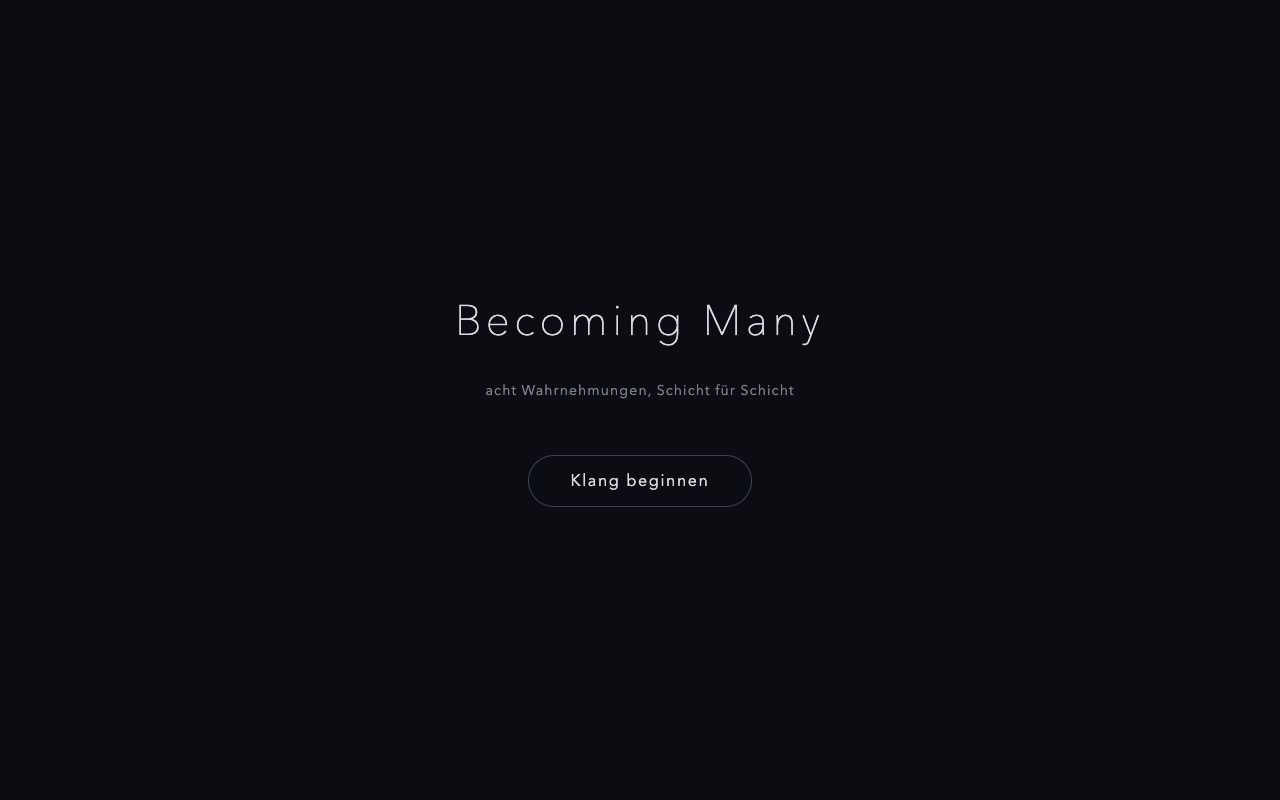 Becoming Many
acht Wahrnehmungen, Schicht für Schicht
Klang beginnen